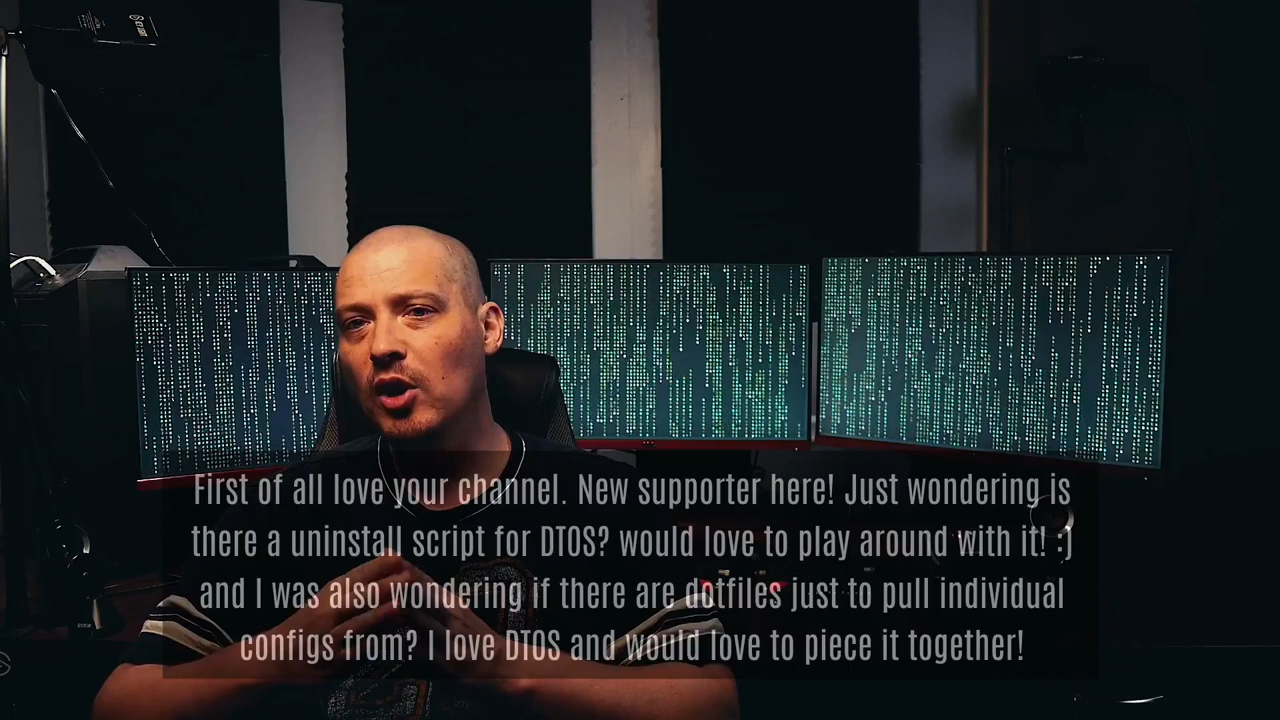 First of all love your channel. New supporter here! Just wondering is
there a uninstall script for DTOS? would love to play around with it! :)
and I was also wondering if there are dotfiles just to pull individual
configs from? I love DTOS and would love to piece it together!